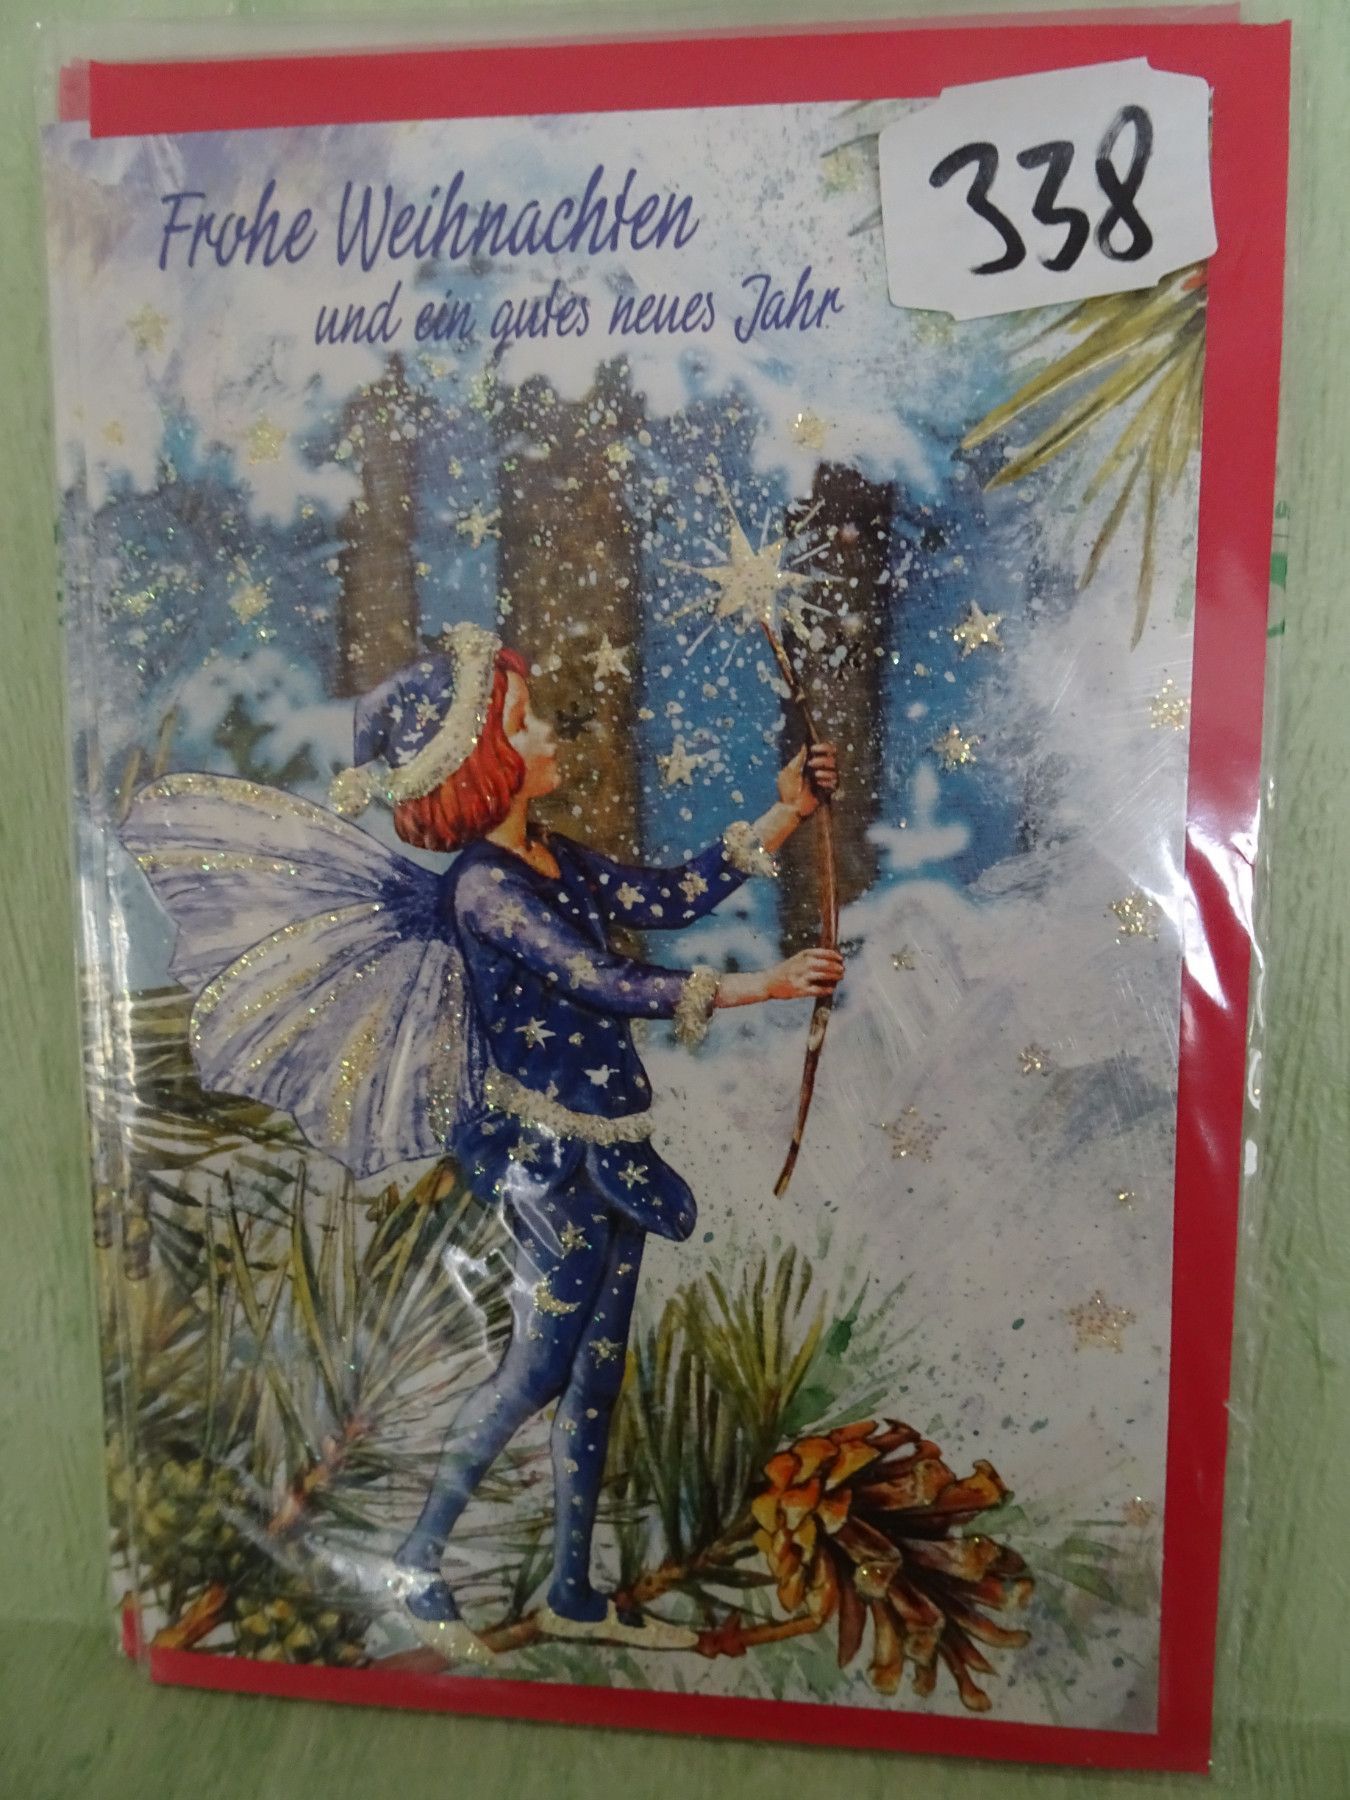 338
Frohe Weihnachten
und ein gutes neues Jahr